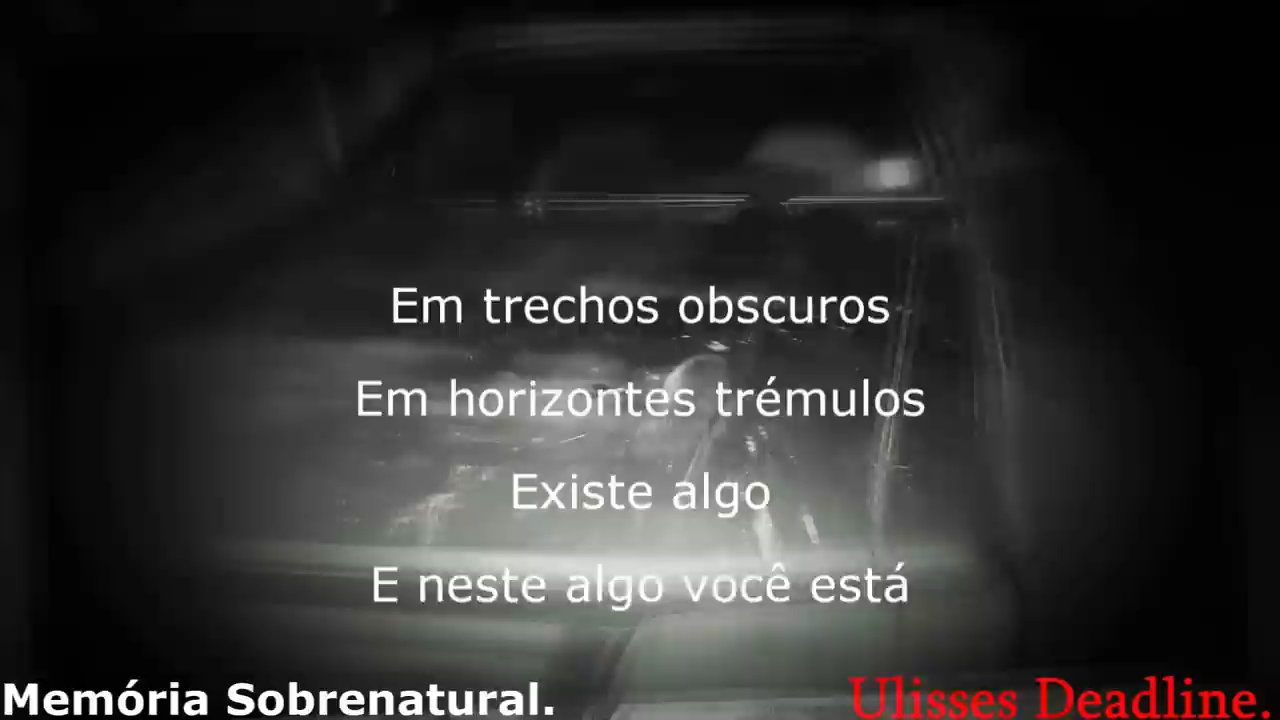 Em trechos obscuros
Em horizontes trémulos
Existe algo
E neste algo você está
Memória Sobrenatural.
Ulisses Deadline.